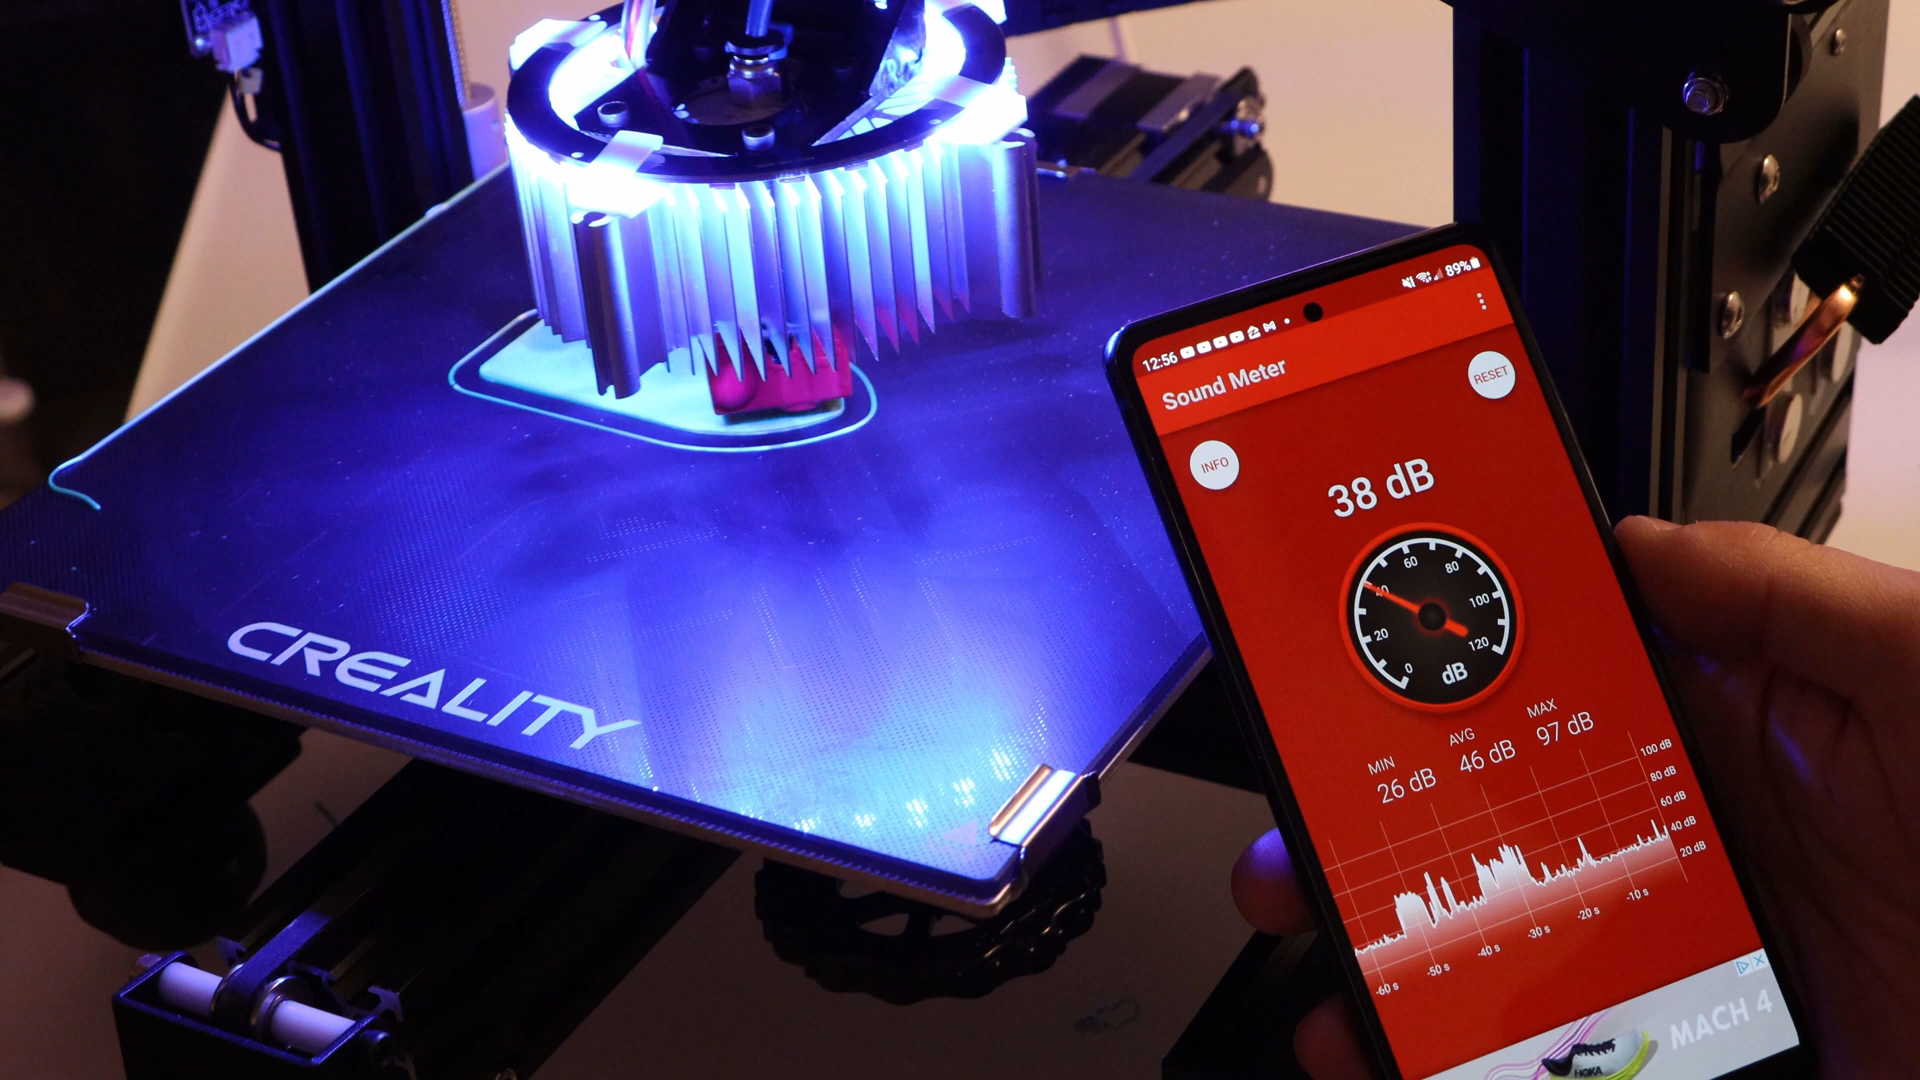 CREALITY
12:56
89%
Sound Meter
RESET
INFO
38 dB
0
20
40
60
80
100
120
dB
MIN
AVG
MAX
26 dB
46 dB
97 dB
100 dB
80 dB
60 dB
40 dB
20 dB
-60 s
-50 s
-40 s
-30 s
-20 s
-10 s
MACH 4
HOKA